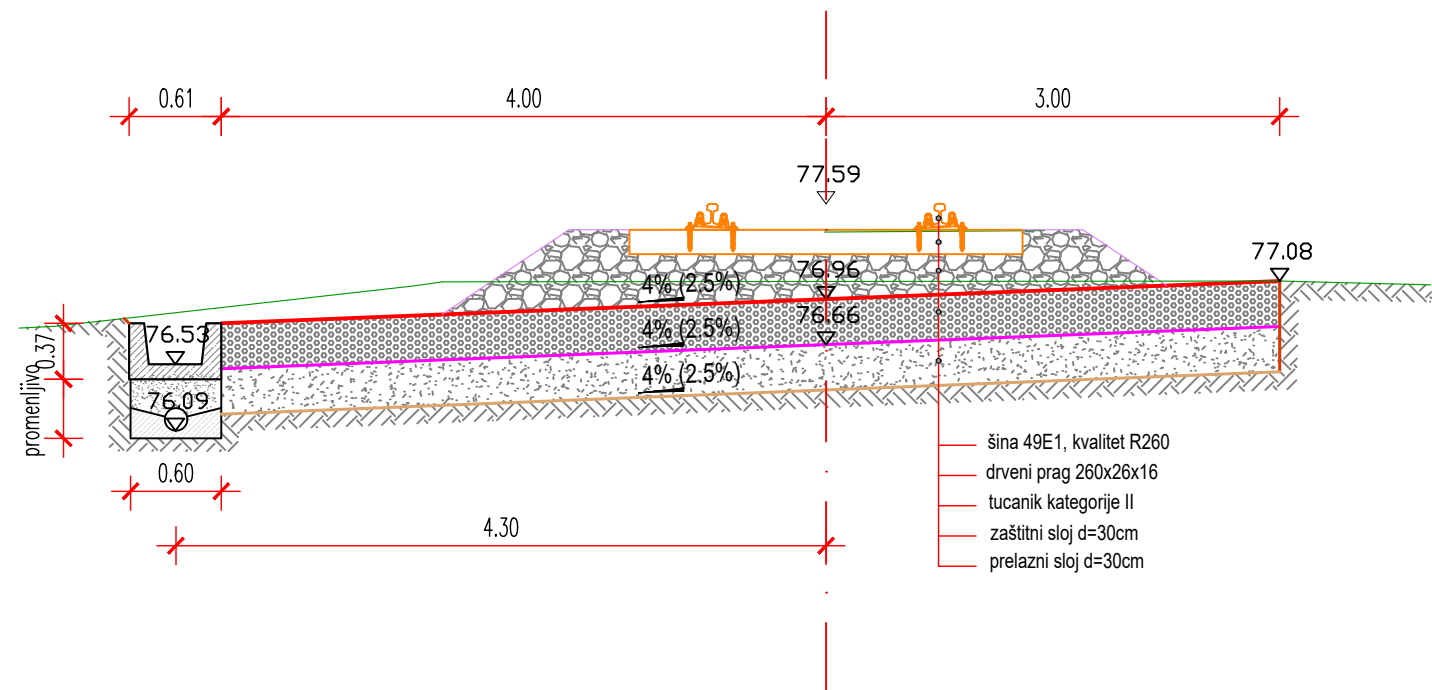 0.61
4.00
3.00
77.59
77.08
76.96
4% (2.5%)
76.66
4% (2.5%)
76.53
0.37
4% (2.5%)
76.09
promenljivo
šina 49E1, kvalitet R260
drveni prag 260x26x16
tucanik kategorije II
zaštitni sloj d=30cm
prelazni sloj d=30cm
0.60
4.30